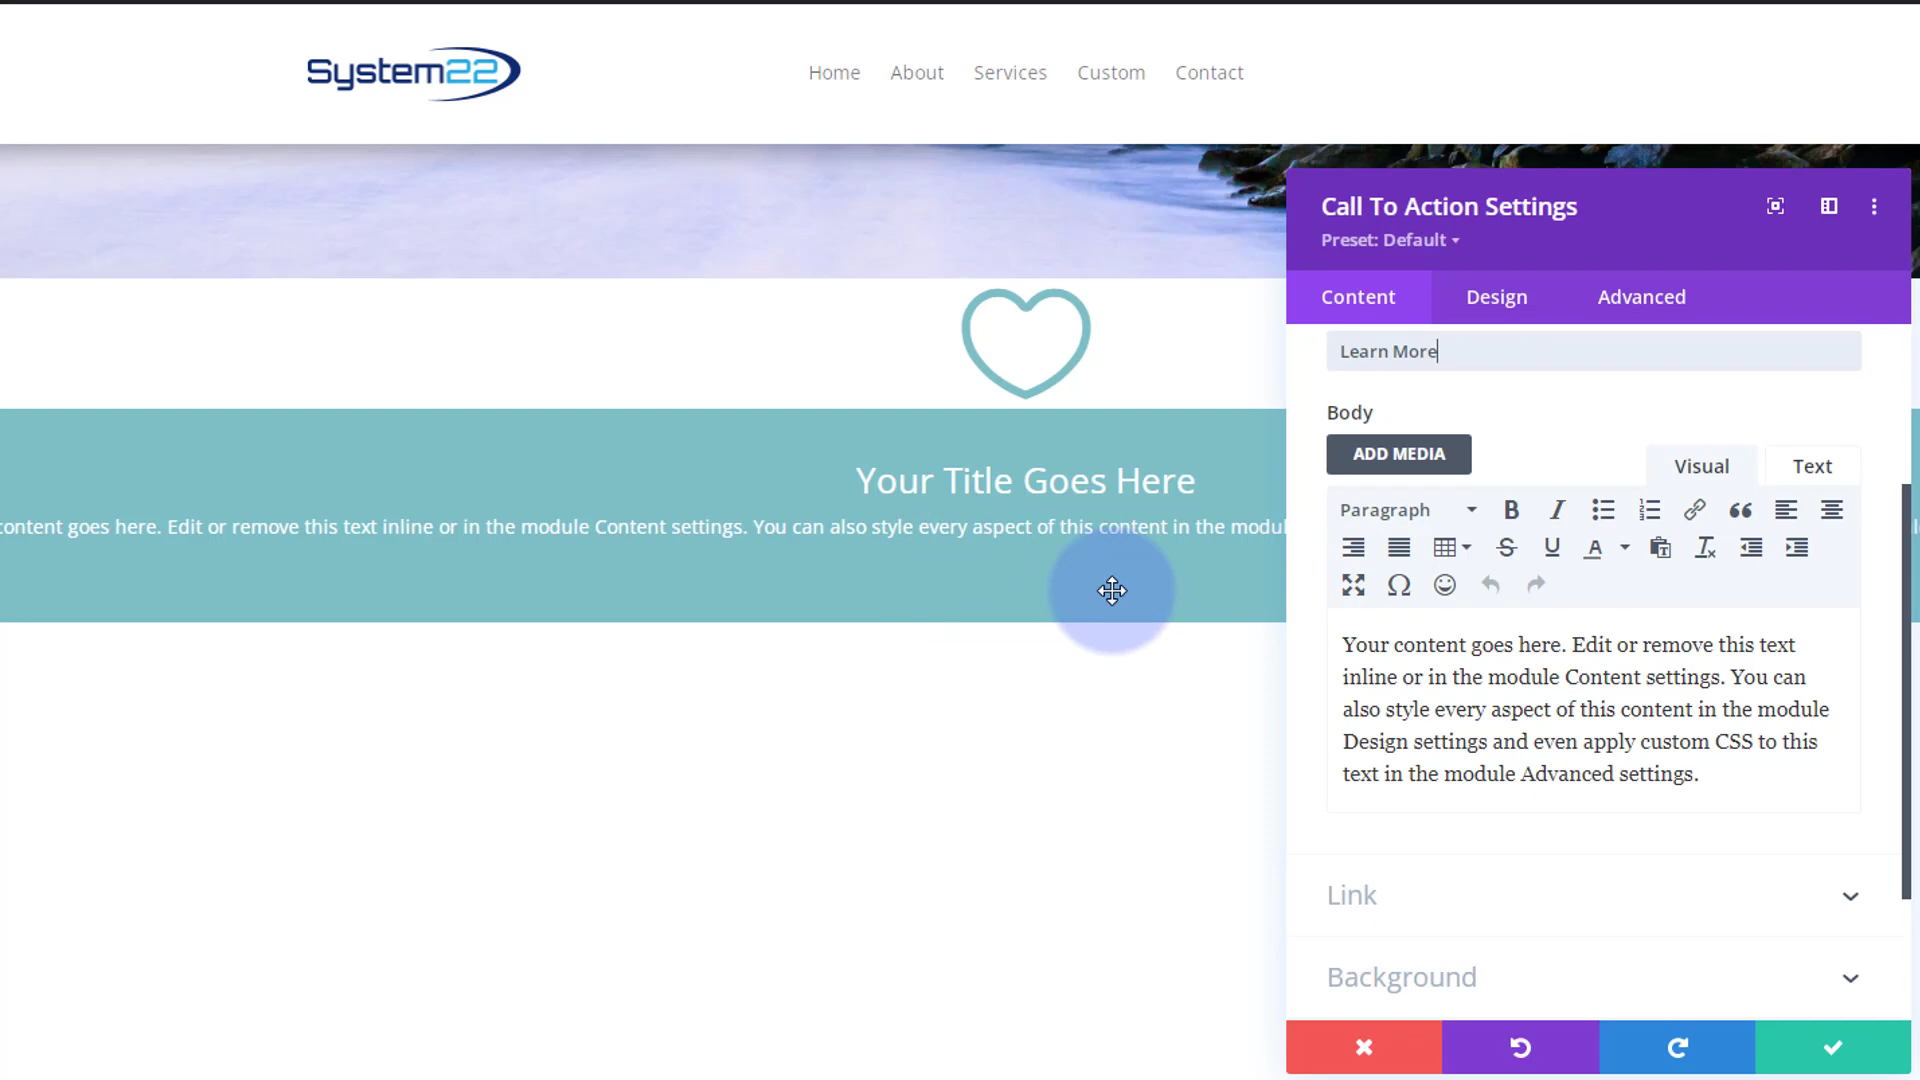 System22
Home About Services Custom Contact
Call To Action Settings
Preset: Default
Content Design Advanced
Learn More
Body
ADD MEDIA
Visual Text
Paragraph
Your Title Goes Here
content goes here. Edit or remove this text inline or in the module Content settings. You can also style every aspect of this content in the
Your content goes here. Edit or remove this text
inline or in the module Content settings. You can
also style every aspect of this content in the module
Design settings and even apply custom CSS to this
text in the module Advanced settings.
Link
Background